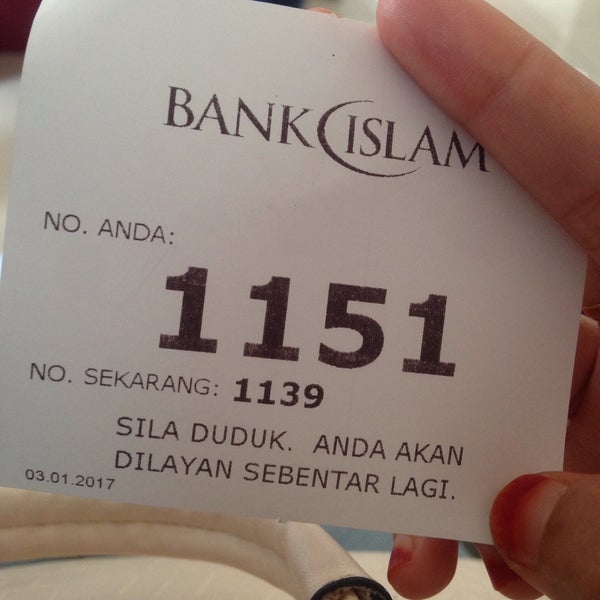 BANK ISLAM
NO. ANDA:
1151
NO. SEKARANG: 1139
SILA DUDUK. ANDA AKAN
DILAYAN SEBENTAR LAGI.
03.01.2017